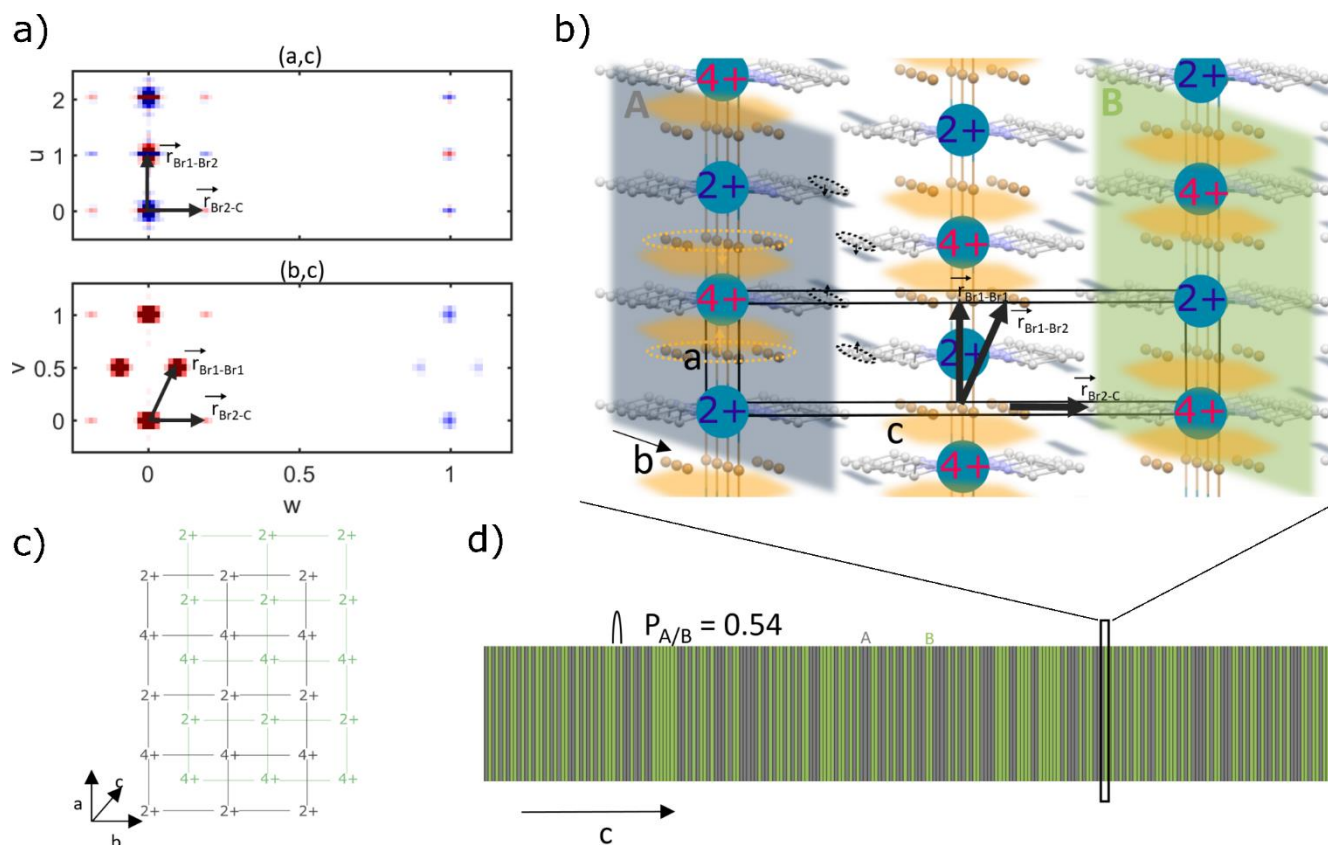 a)
(a,c)
2
1
0
u
r Br1-Br2
r Br2-C
(b,c)
1
0.5
0
v
r Br1-Br1
r Br2-C
0
0.5
1
w
b)
A
B
4+
2+
2+
2+
4+
4+
4+
2+
2+
2+
4+
4+
r Br1-Br1
r Br1-Br2
r Br2-C
a
b
c
c)
2+ 2+ 2+
2+ 2+ 2+
2+ 2+ 2+
4+ 4+ 4+
4+ 4+ 4+
2+ 2+ 2+
2+ 2+ 2+
4+ 4+ 4+
4+ 4+ 4+
2+ 2+ 2+
a
c
b
d)
P A/B = 0.54
A
B
c